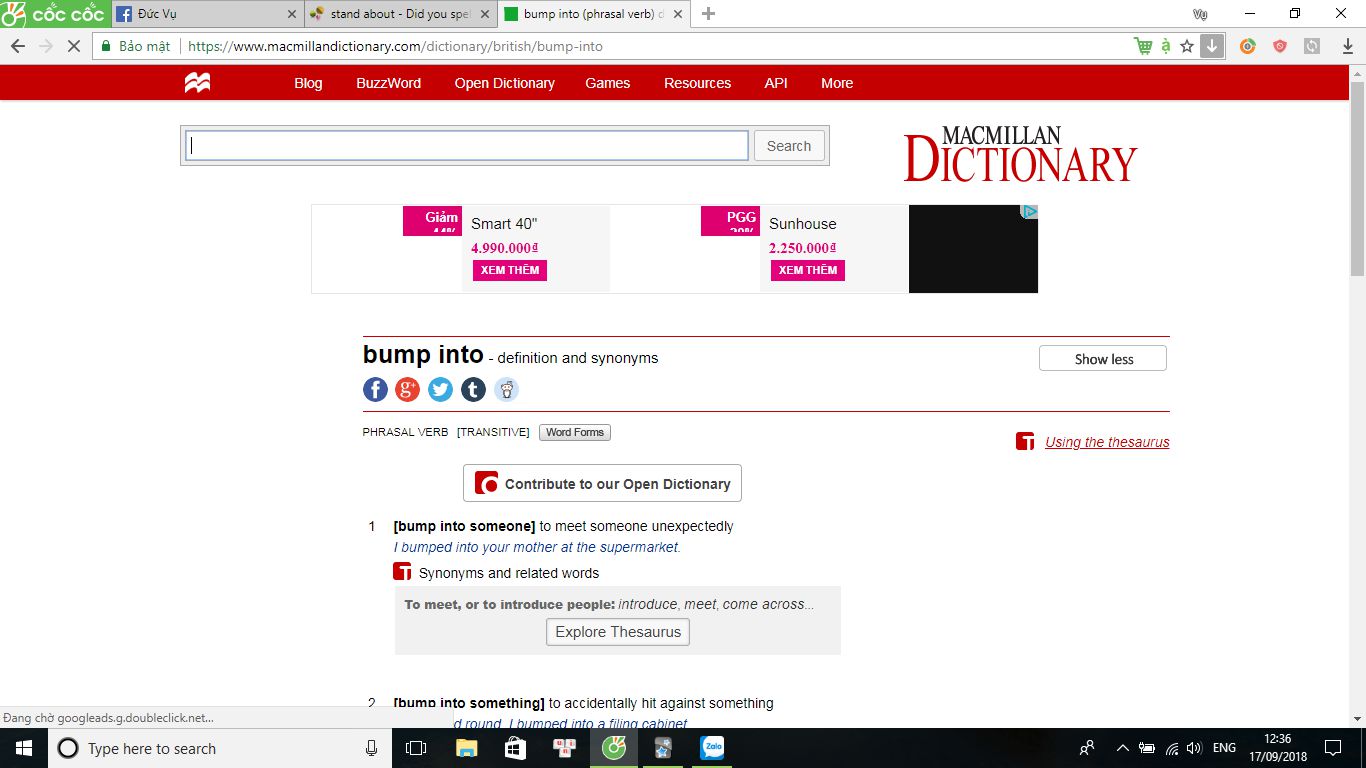 cốc cốc
Đức Vụ
stand about - Did you spel
bump into (phrasal verb) d
Vụ
Bảo mật
https://www.macmillandictionary.com/dictionary/british/bump-into
Blog BuzzWord Open Dictionary Games Resources API More
Search
MACMILLAN
DICTIONARY
Giảm
44%
Smart 40"
4.990.000₫
XEM THÊM
PGG
Sunhouse
2.250.000₫
XEM THÊM
bump into - definition and synonyms
Show less
PHRASAL VERB [TRANSITIVE] Word Forms
Using the thesaurus
Contribute to our Open Dictionary
1 [bump into someone] to meet someone unexpectedly
I bumped into your mother at the supermarket.
Synonyms and related words
To meet, or to introduce people: introduce, meet, come across...
Explore Thesaurus
2 [bump into something] to accidentally hit against something
d round, I bumped into a filing cabinet
Đang chờ googleads.g.doubleclick.net...
Type here to search
Zalo
ENG
12:36
17/09/2018